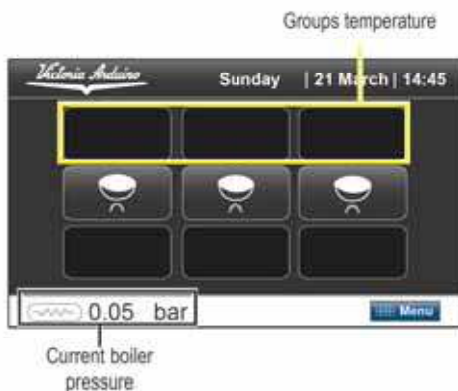 Groups temperature
Victoria Arduino Sunday | 21 March | 14:45
0.05 bar
Menu
Current boiler
pressure